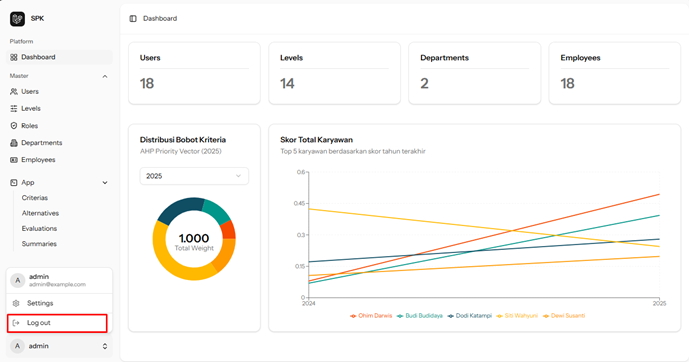 SPK
Platform
Dashboard
Master
Users
Levels
Roles
Departments
Employees
App
Criterias
Alternatives
Evaluations
Summaries
A
admin
admin@example.com
Settings
Log out
A
admin
Dashboard
Users
18
Levels
14
Departments
2
Employees
18
Distribusi Bobot Kriteria
AHP Priority Vector (2025)
2025
1.000
Total Weight
Skor Total Karyawan
Top 5 karyawan berdasarkan skor tahun terakhir
0.6
0.45
0.3
0.15
0
2024
2025
Ohim Darwis
Budi Budidaya
Dodi Katampi
Siti Wahyuni
Dewi Susanti